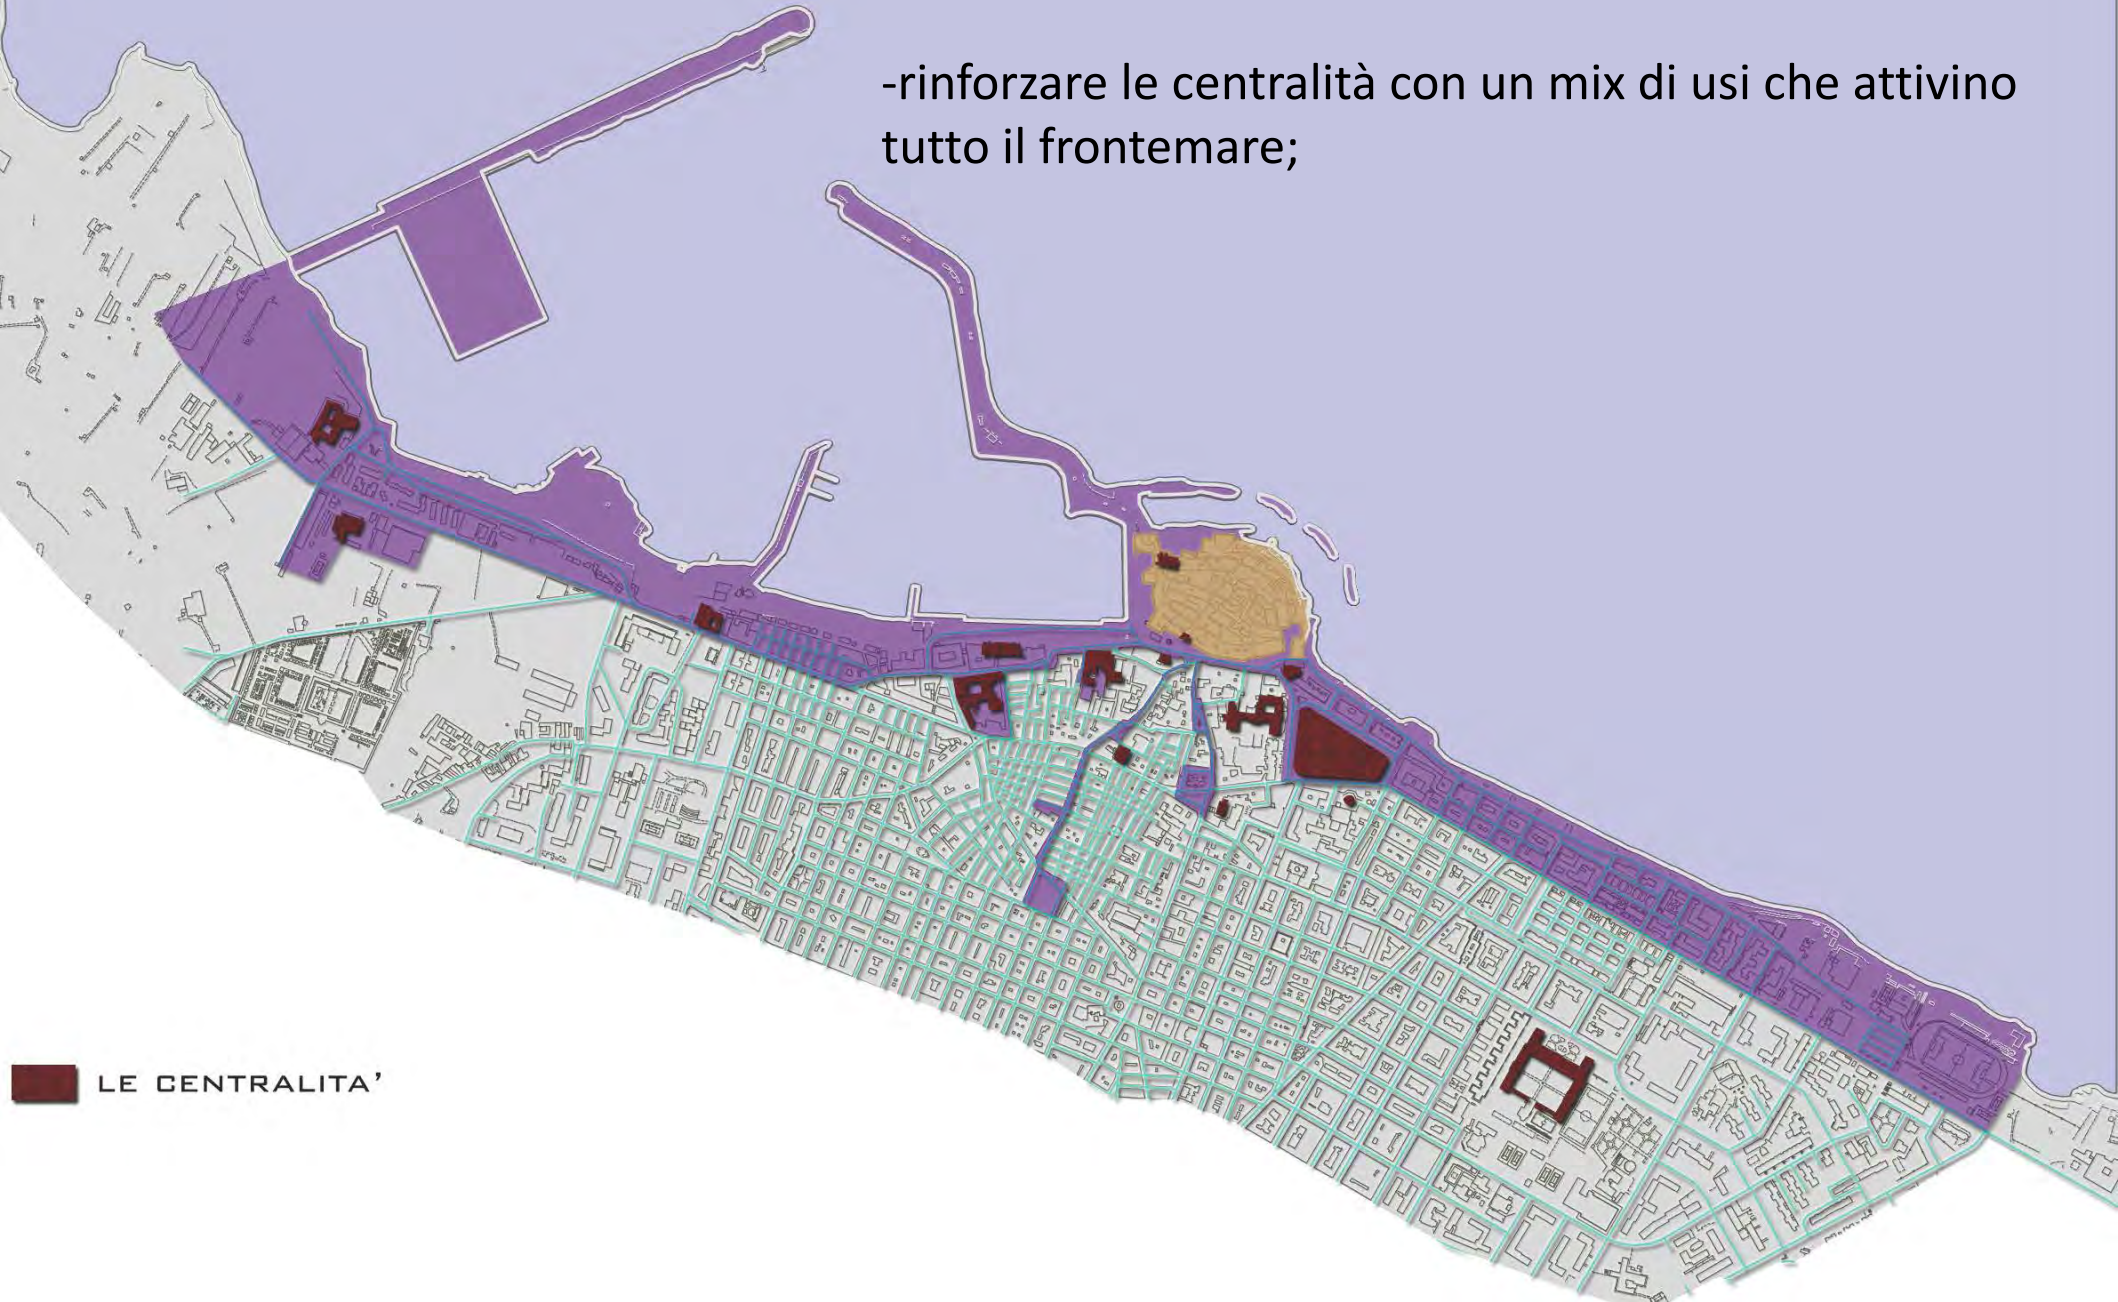 -rinforzare le centralità con un mix di usi che attivino
tutto il frontemare;
LE CENTRALITA'